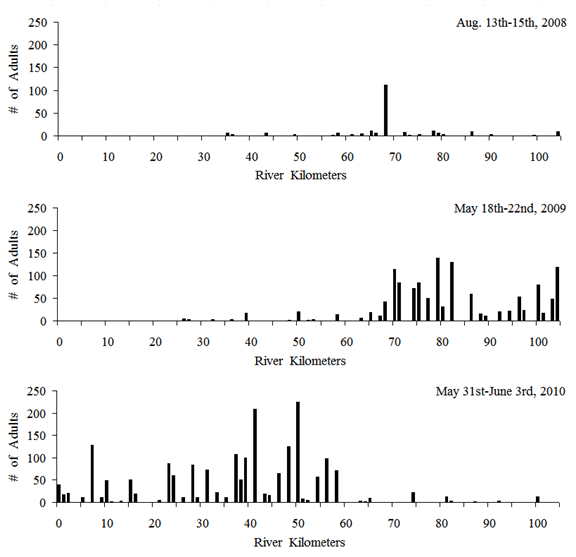 Aug. 13th-15th, 2008
# of Adults
250
200
150
100
50
0
0 10 20 30 40 50 60 70 80 90 100
River Kilometers
May 18th-22nd, 2009
# of Adults
250
200
150
100
50
0
0 10 20 30 40 50 60 70 80 90 100
River Kilometers
May 31st-June 3rd, 2010
# of Adults
250
200
150
100
50
0
0 10 20 30 40 50 60 70 80 90 100
River Kilometers